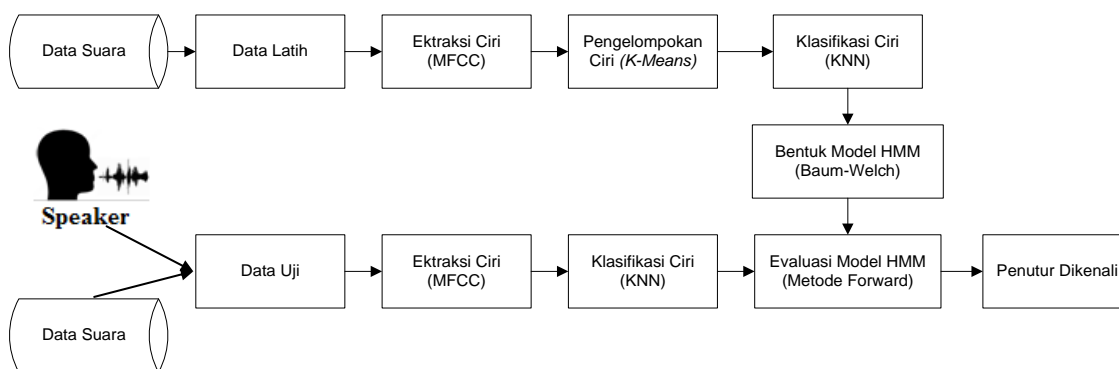 Data Suara
Data Latih
Ektraksi Ciri
(MFCC)
Pengelompokan
Ciri (K-Means)
Klasifikasi Ciri
(KNN)
Bentuk Model HMM
(Baum-Welch)
Speaker
Data Uji
Ektraksi Ciri
(MFCC)
Klasifikasi Ciri
(KNN)
Evaluasi Model HMM
(Metode Forward)
Penutur Dikenali
Data Suara